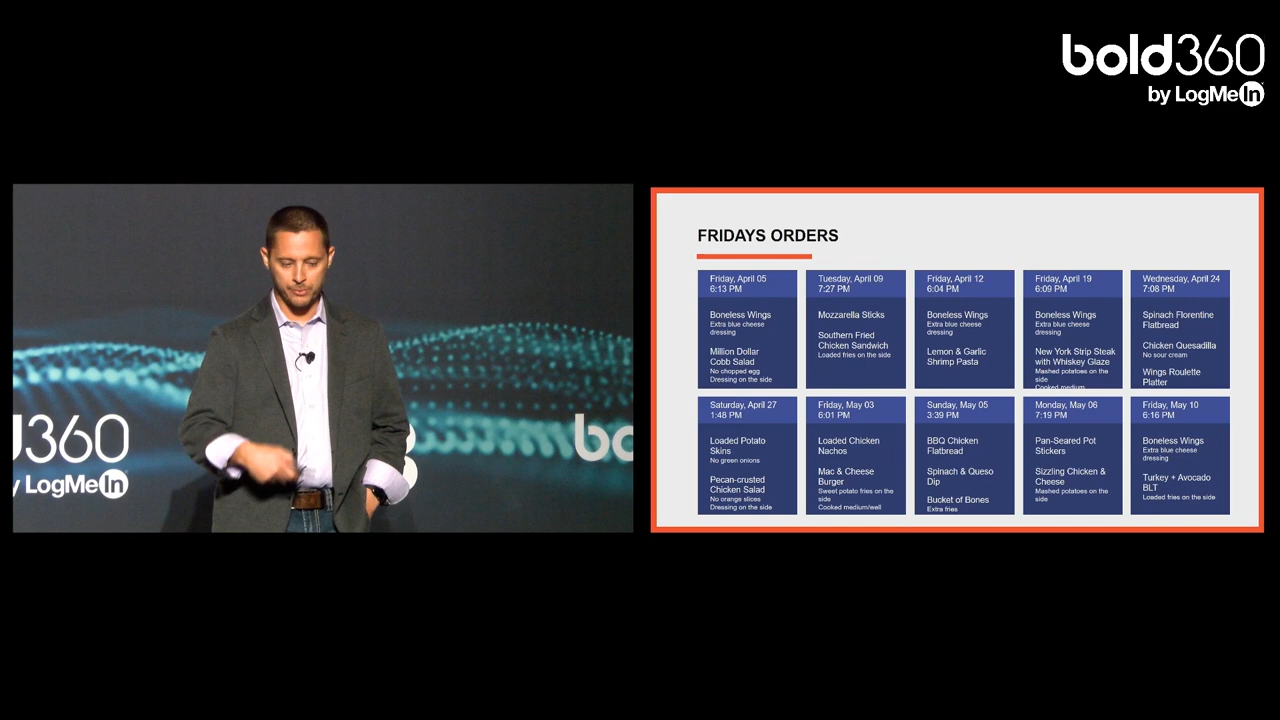 bold360
by LogMeIn
360
y LogMeIn
bo
FRIDAYS ORDERS
Friday, April 05
6:13 PM
Boneless Wings
Extra blue cheese
dressing
Million Dollar
Cobb Salad
No chopped egg
Dressing on the side
Tuesday, April 09
7:27 PM
Mozzarella Sticks
Southern Fried
Chicken Sandwich
Loaded fries on the side
Friday, April 12
6:04 PM
Boneless Wings
Extra blue cheese
dressing
Lemon & Garlic
Shrimp Pasta
Friday, April 19
6:09 PM
Boneless Wings
Extra blue cheese
dressing
New York Strip Steak
with Whiskey Glaze
Mashed potatoes on the
side
Cooked medium
Wednesday, April 24
7:08 PM
Spinach Florentine
Flatbread
Chicken Quesadilla
No sour cream
Wings Roulette
Platter
Saturday, April 27
1:48 PM
Loaded Potato
Skins
No green onions
Pecan-crusted
Chicken Salad
No orange slices
Dressing on the side
Friday, May 03
6:01 PM
Loaded Chicken
Nachos
Mac & Cheese
Burger
Sweet potato fries on the
side
Cooked medium/well
Sunday, May 05
3:39 PM
BBQ Chicken
Flatbread
Spinach & Queso
Dip
Bucket of Bones
Extra fries
Monday, May 06
7:19 PM
Pan-Seared Pot
Stickers
Sizzling Chicken &
Cheese
Mashed potatoes on the
side
Friday, May 10
6:16 PM
Boneless Wings
Extra blue cheese
dressing
Turkey + Avocado
BLT
Loaded fries on the side